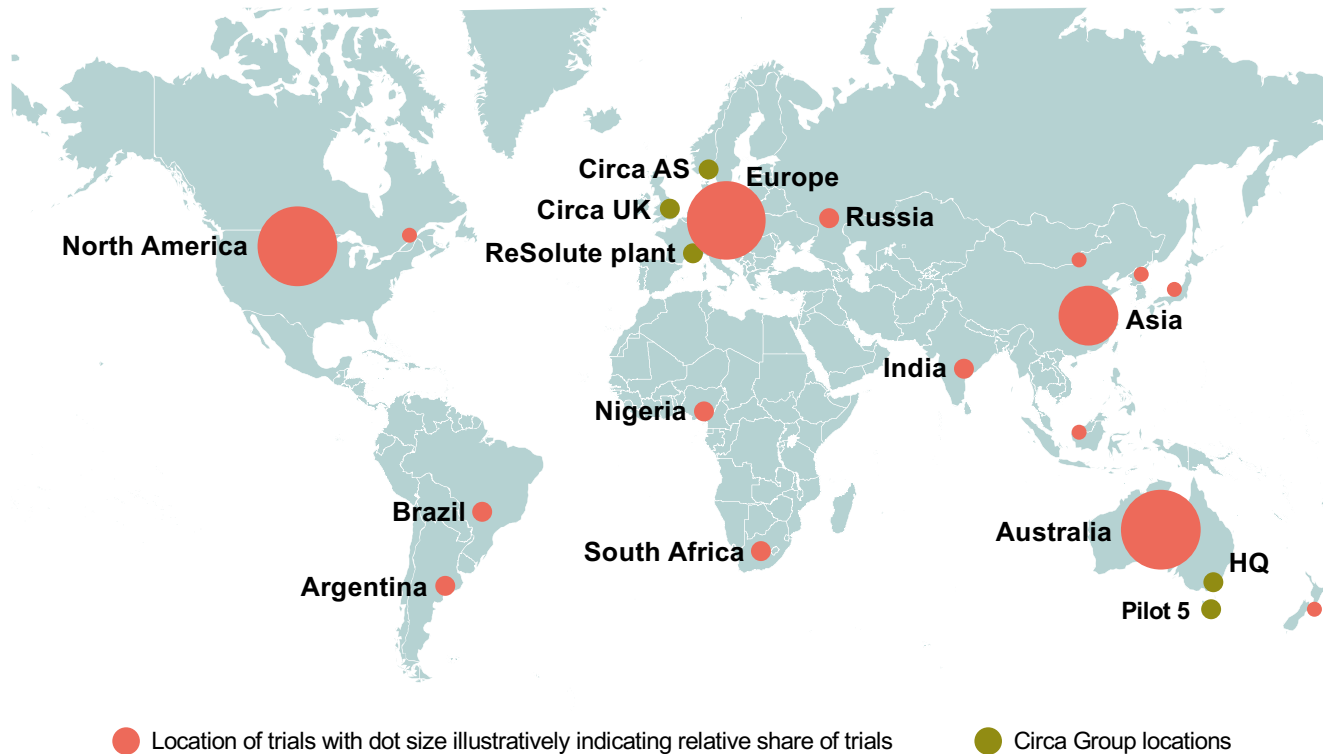 Circa AS
Europe
Circa UK
Russia
North America
ReSolute plant
Asia
India
Nigeria
Brazil
Australia
South Africa
HQ
Argentina
Pilot 5
Location of trials with dot size illustratively indicating relative share of trials
Circa Group locations